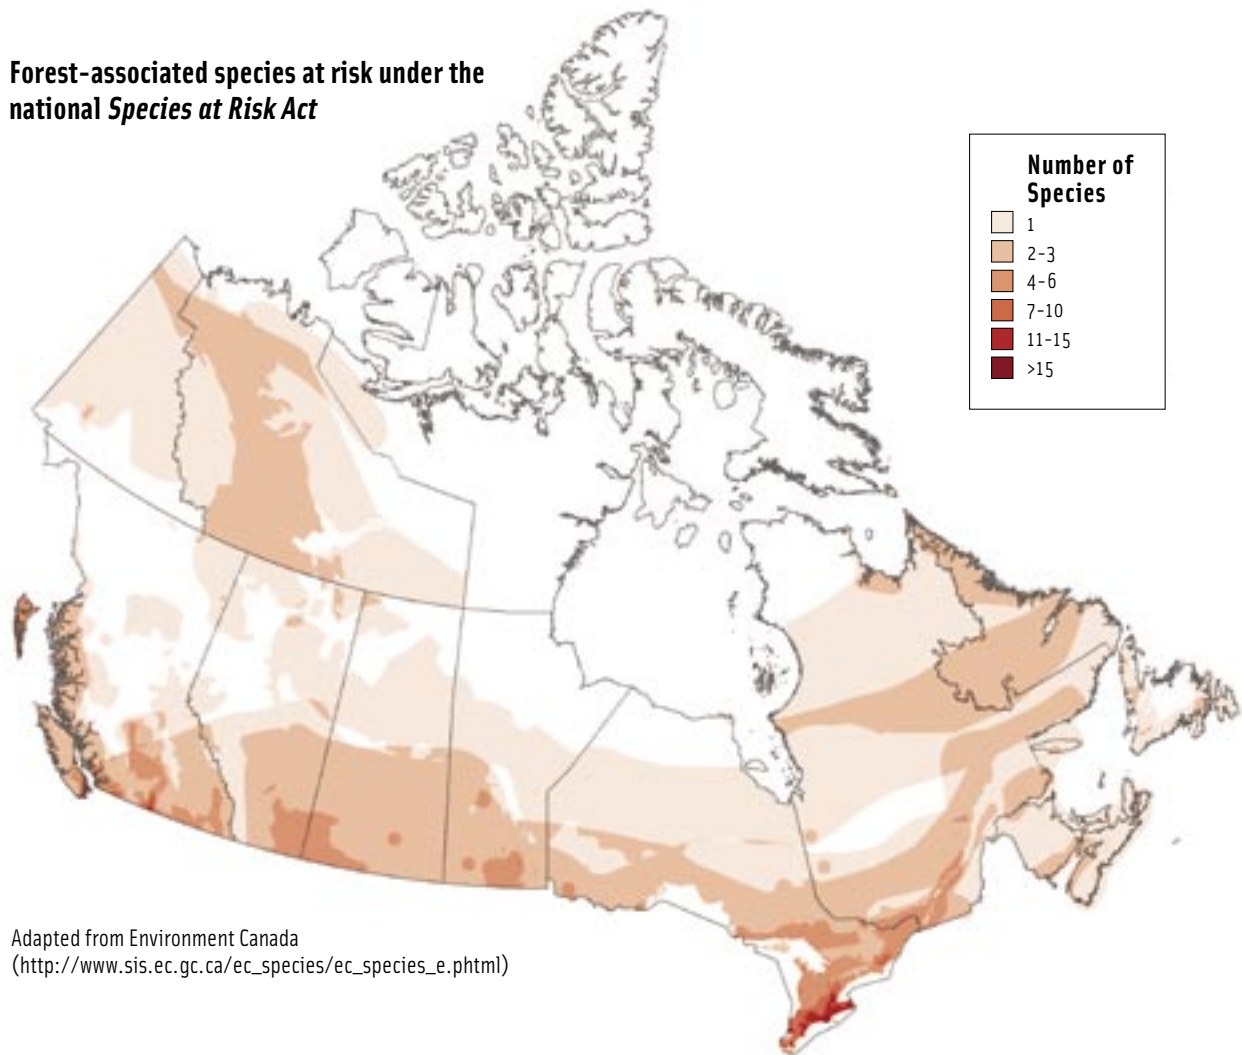 Forest-associated species at risk under the
national Species at Risk Act
Number of
Species
1
2-3
4-6
7-10
11-15
>15
Adapted from Environment Canada
(http://www.sis.ec.gc.ca/ec_species/ec_species_e.phtml)